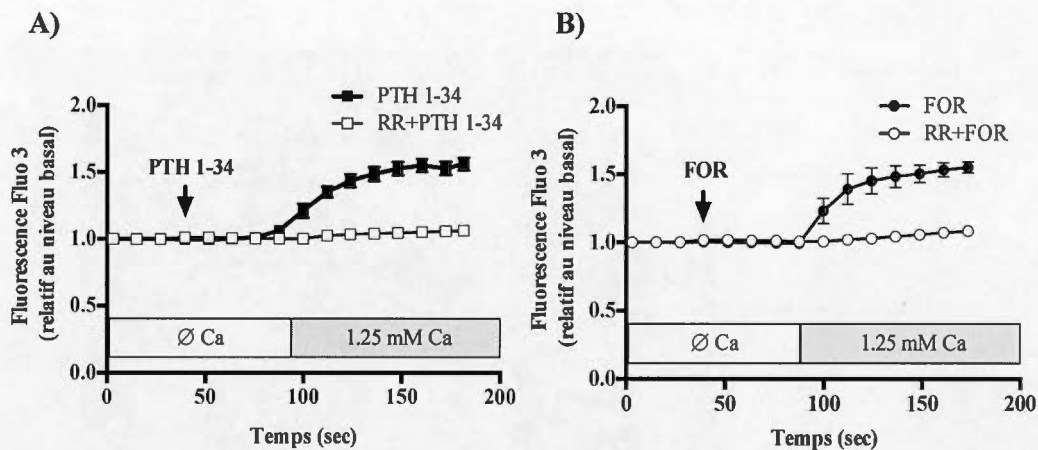 A)
PTH 1-34
RR+PTH 1-34
Fluorescence Fluo 3
(relatif au niveau basal)
2.0
1.5
1.0
0.5
0.0
PTH 1-34
Ø Ca
1.25 mM Ca
0
50
100
150
200
Temps (sec)
B)
FOR
RR+FOR
Fluorescence Fluo 3
(relatif au niveau basal)
2.0
1.5
1.0
0.5
0.0
FOR
Ø Ca
1.25 mM Ca
0
50
100
150
200
Temps (sec)